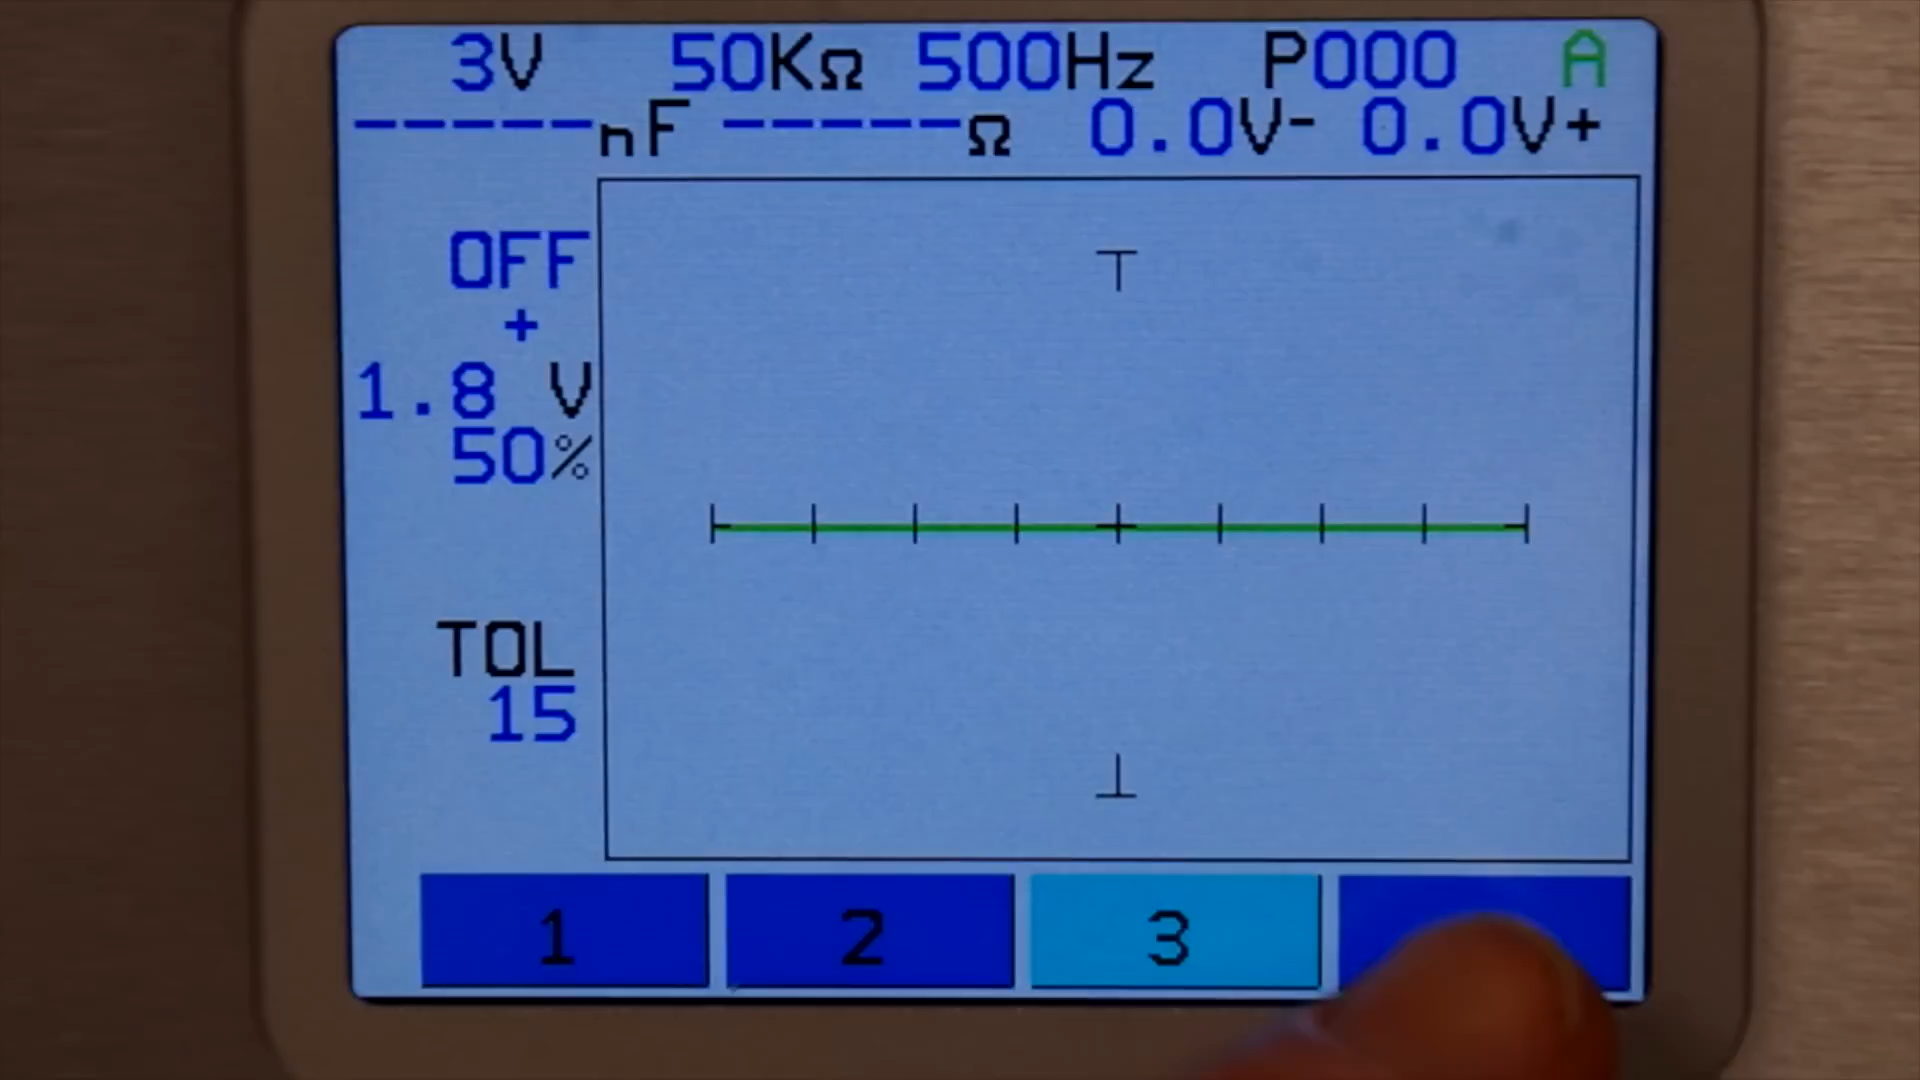 3V 50KΩ 500Hz P000 A
------nF ------Ω 0.0V- 0.0V+
OFF
+
1.8 V
50%
TOL
15
1 2 3